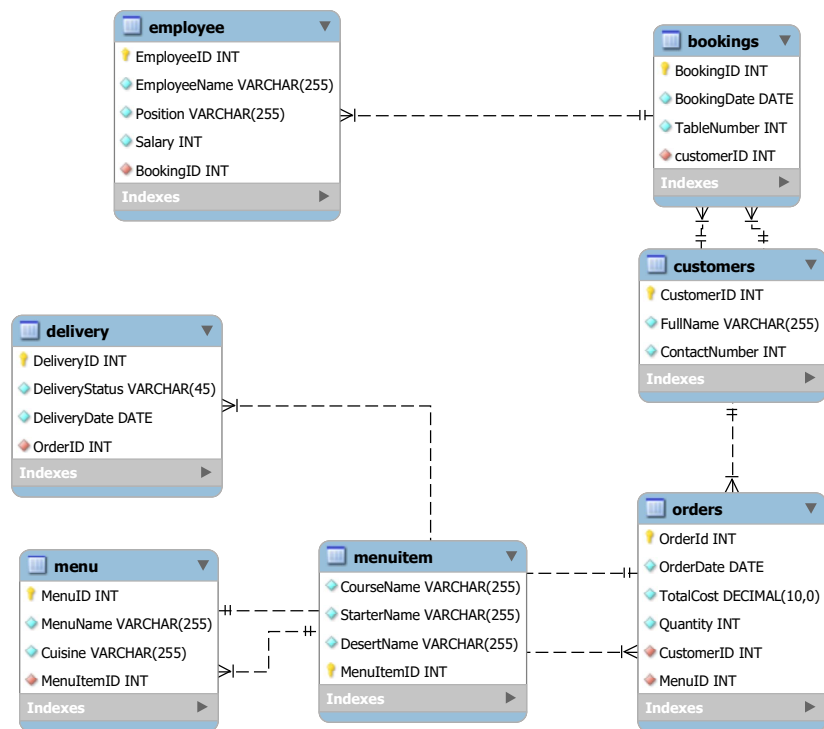 employee
EmployeeID INT
EmployeeName VARCHAR(255)
Position VARCHAR(255)
Salary INT
BookingID INT
Indexes
bookings
BookingID INT
BookingDate DATE
TableNumber INT
customerID INT
Indexes
customers
CustomerID INT
FullName VARCHAR(255)
ContactNumber INT
Indexes
delivery
DeliveryID INT
DeliveryStatus VARCHAR(45)
DeliveryDate DATE
OrderID INT
Indexes
menu
MenuID INT
MenuName VARCHAR(255)
Cuisine VARCHAR(255)
MenuItemID INT
Indexes
menuitem
CourseName VARCHAR(255)
StarterName VARCHAR(255)
DesertName VARCHAR(255)
MenuItemID INT
Indexes
orders
OrderId INT
OrderDate DATE
TotalCost DECIMAL(10,0)
Quantity INT
CustomerID INT
MenuID INT
Indexes